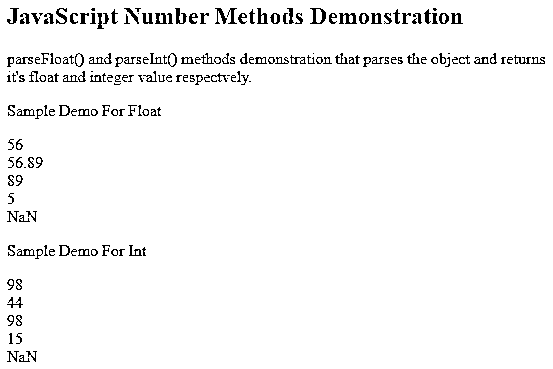 JavaScript Number Methods Demonstration
parseFloat() and parseInt() methods demonstration that parses the object and returns
it's float and integer value respectvely.
Sample Demo For Float
56
56.89
89
5
NaN
Sample Demo For Int
98
44
98
15
NaN